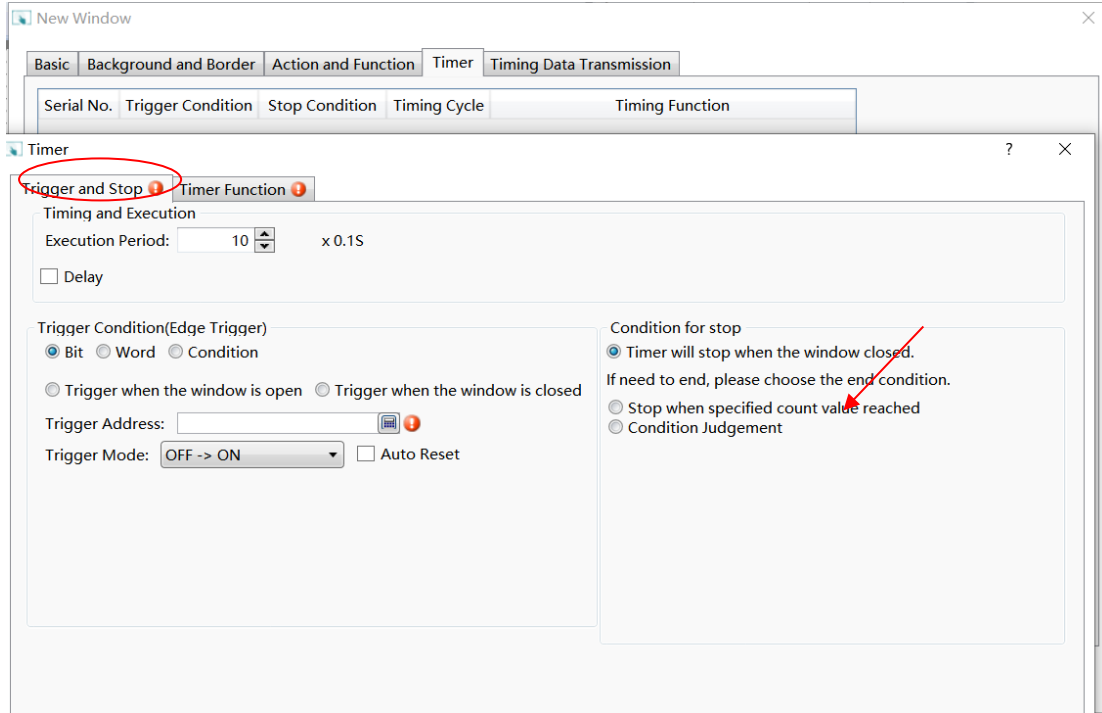 New Window
Basic Background and Border Action and Function Timer Timing Data Transmission
Serial No. Trigger Condition Stop Condition Timing Cycle Timing Function
Timer ?
Trigger and Stop Timer Function
Timing and Execution
Execution Period: 10 x 0.1S
Delay
Trigger Condition(Edge Trigger)
Bit Word Condition
Trigger when the window is open Trigger when the window is closed
Trigger Address:
Trigger Mode: OFF -> ON Auto Reset
Condition for stop
Timer will stop when the window closed.
If need to end, please choose the end condition.
Stop when specified count value reached
Condition Judgement